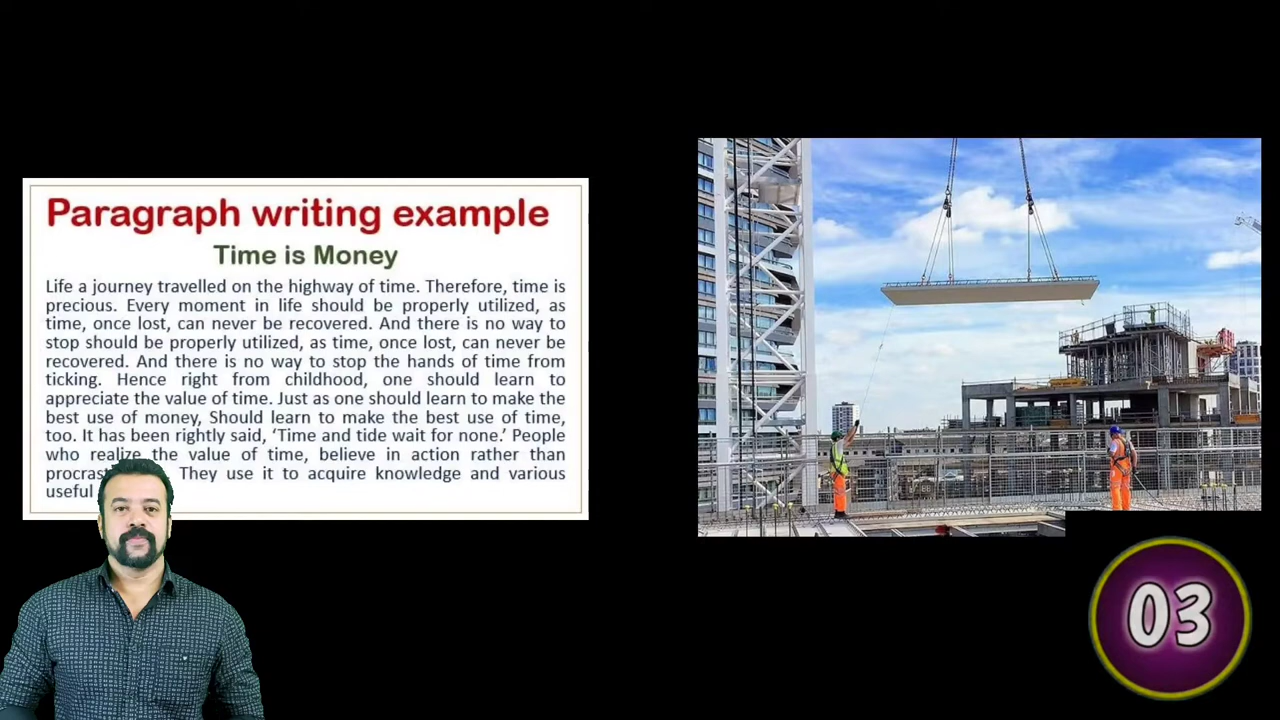 Paragraph writing example
Time is Money
Life a journey travelled on the highway of time. Therefore, time is
precious. Every moment in life should be properly utilized, as
time, once lost, can never be recovered. And there is no way to
stop should be properly utilized, as time, once lost, can never be
recovered. And there is no way to stop the hands of time from
ticking. Hence right from childhood, one should learn to
appreciate the value of time. Just as one should learn to make the
best use of money, Should learn to make the best use of time,
too. It has been rightly said, ‘Time and tide wait for none.’ People
who realize the value of time, believe in action rather than
They use it to acquire knowledge and various
useful
03